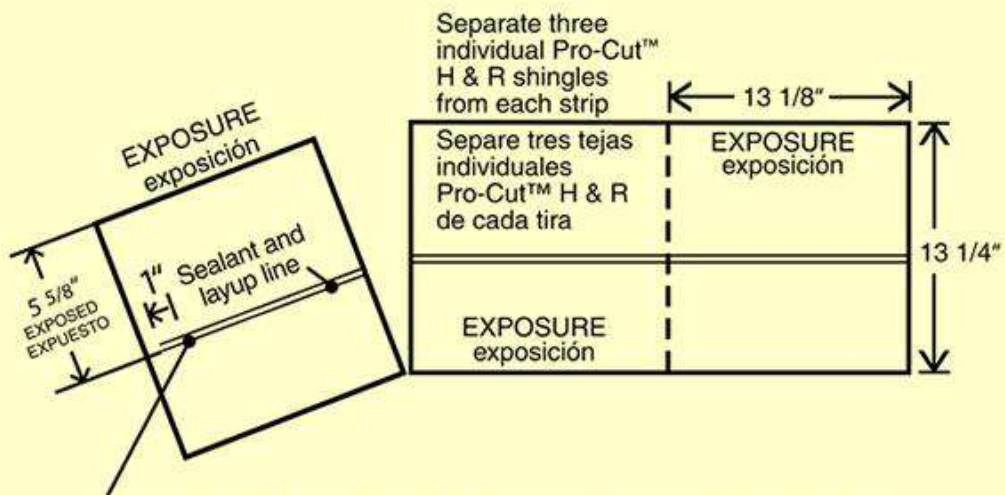 Separate three
individual Pro-Cut™
H & R shingles
from each strip
13 1/8"
Separe tres tejas
individuales
Pro-Cut™ H & R
de cada tira
EXPOSURE
exposición
13 1/4"
EXPOSURE
exposición
EXPOSURE
exposición
5 5/8"
EXPOSED
EXPUESTO
1"
Sealant and
layup line